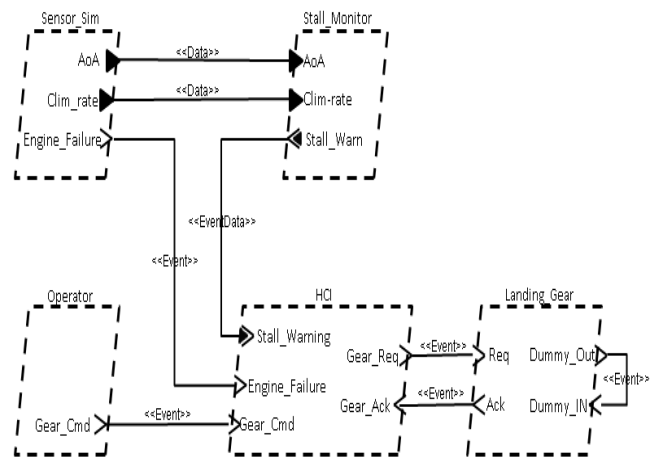 Sensor_Sim
Stall_Monitor
AoA
<<Data>>
AoA
Clim_rate
<<Data>>
Clim-rate
Engine_Failure
Stall_Warn
<<EventData>>
<<Event>>
Operator
HCI
Landing_Gear
Stall_Warning
Gear_Req
<<Event>>
Req
Dummy_Out
<<Event>>
Engine_Failure
<<Event>>
Gear_Ack
Ack
Dummy_IN
Gear_Cmd
<<Event>>
Gear_Cmd